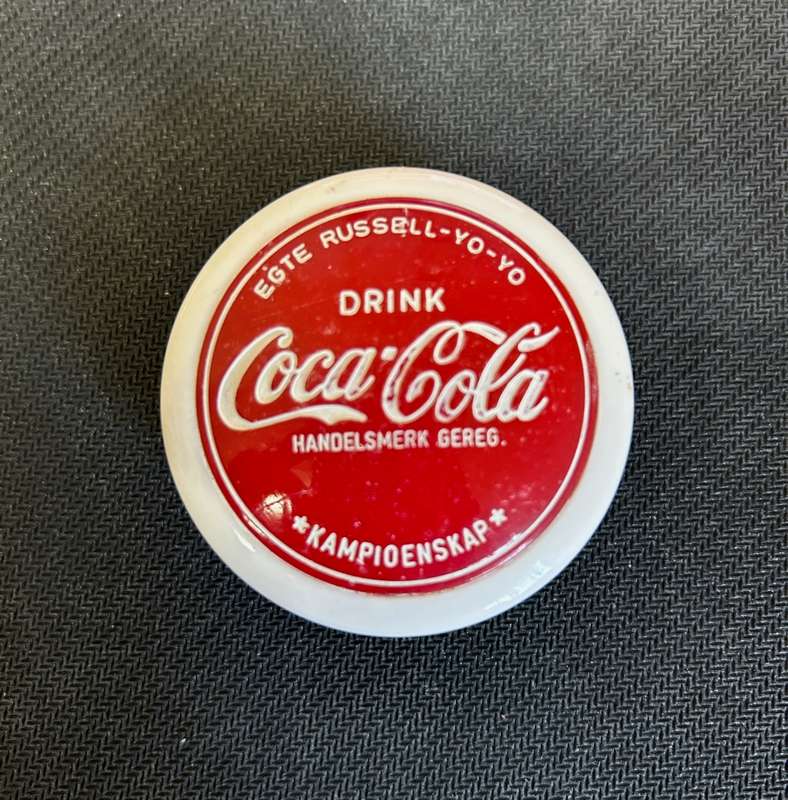 EGTE RUSSELL-YO-YO
DRINK
Coca-Cola
HANDELSMERK GEREG.
*KAMPIOENSKAP*